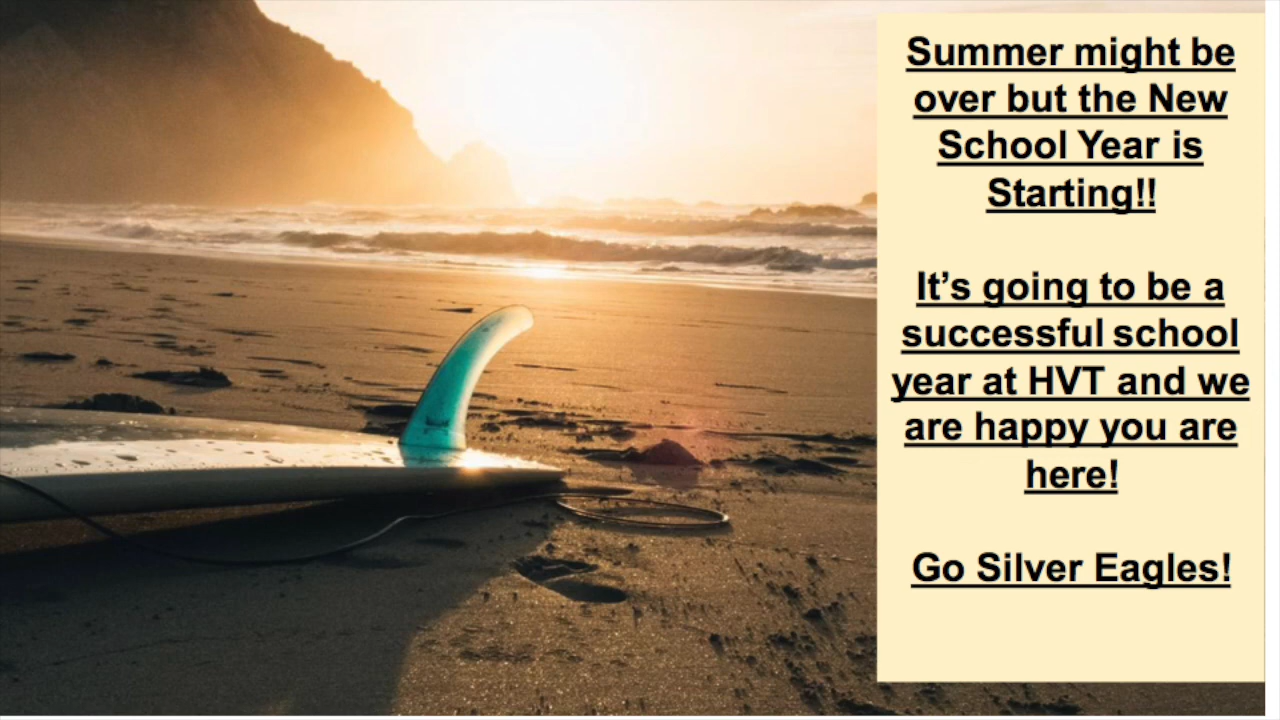 Summer might be
over but the New
School Year is
Starting!!
It’s going to be a
successful school
year at HVT and we
are happy you are
here!
Go Silver Eagles!